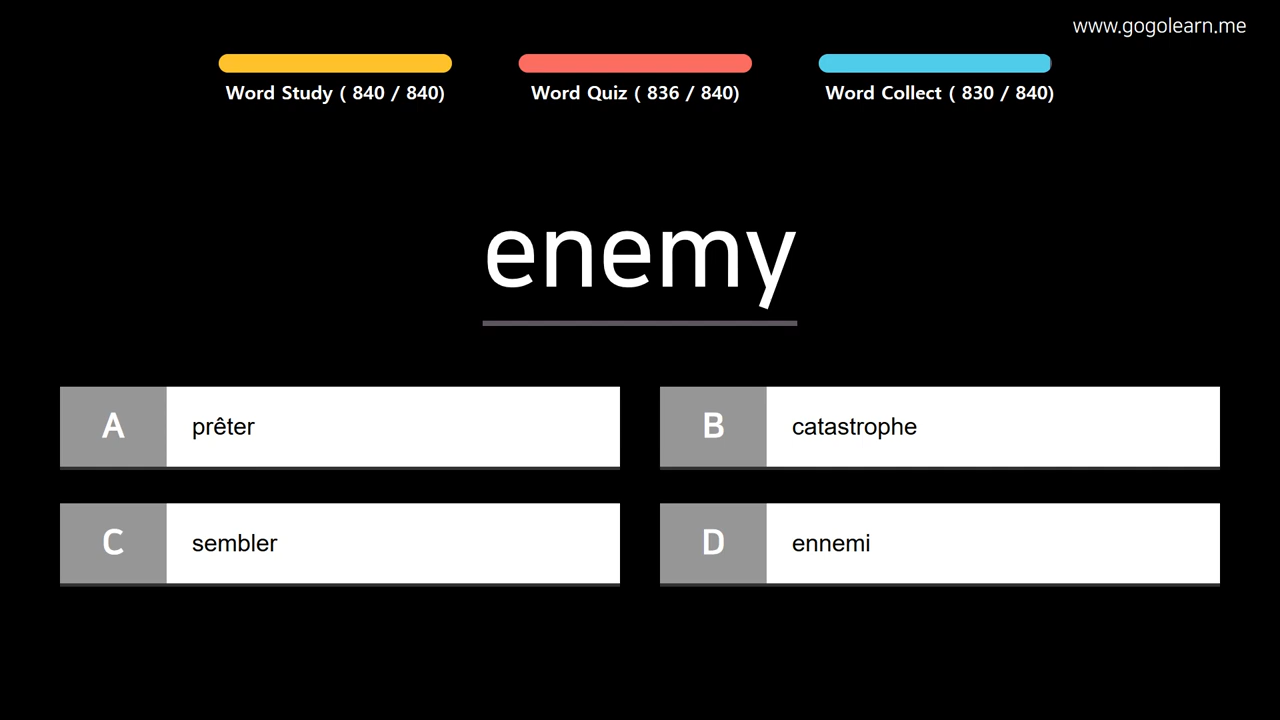 www.gogolearn.me
Word Study ( 840 / 840)
Word Quiz ( 836 / 840)
Word Collect ( 830 / 840)
enemy
A prêter
B catastrophe
C sembler
D ennemi